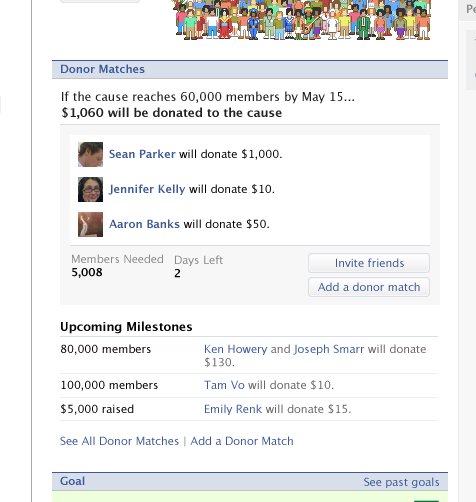 Pe
Donor Matches
If the cause reaches 60,000 members by May 15...
$1,060 will be donated to the cause
Sean Parker will donate $1,000.
Jennifer Kelly will donate $10.
Aaron Banks will donate $50.
Members Needed Days Left
5,008 2
Invite friends
Add a donor match
Upcoming Milestones
80,000 members Ken Howery and Joseph Smarr will donate
$130.
100,000 members Tam Vo will donate $10.
$5,000 raised Emily Renk will donate $15.
See All Donor Matches | Add a Donor Match
Goal See past goals